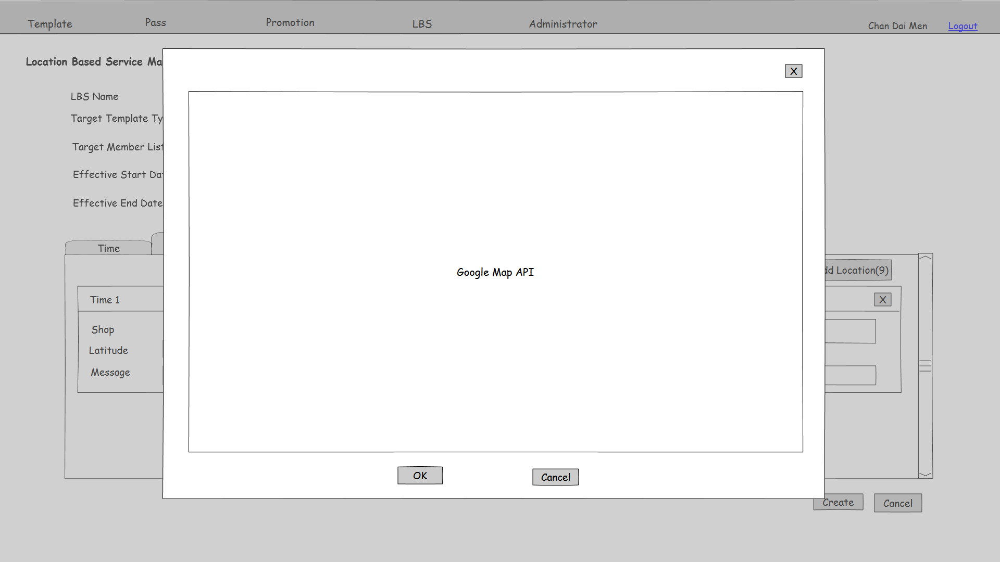 Template Pass Promotion LBS Administrator Chan Dai Men Logout
Location Based Service Ma
X
LBS Name
Target Template Ty
Target Member List
Effective Start Dat
Effective End Date
Time
Google Map API
dd Location(9)
Time 1
X
Shop
Latitude
Message
OK
Cancel
Create
Cancel